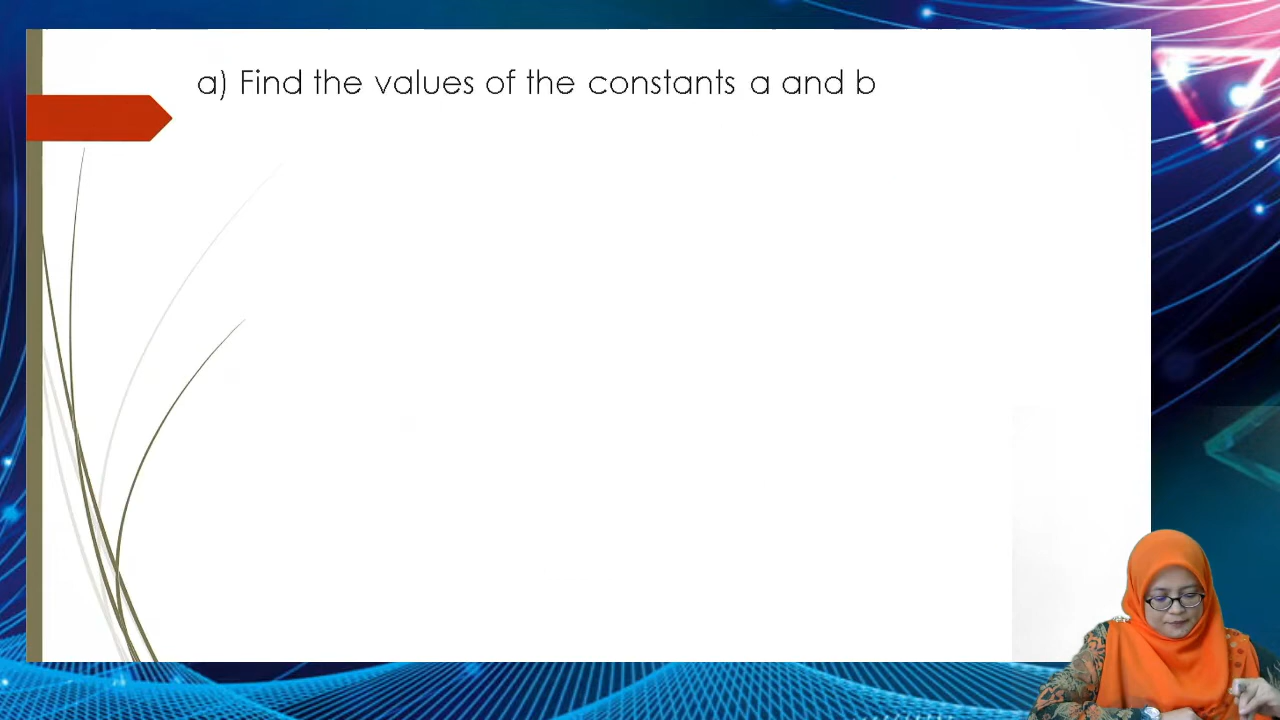 a) Find the values of the constants a and b